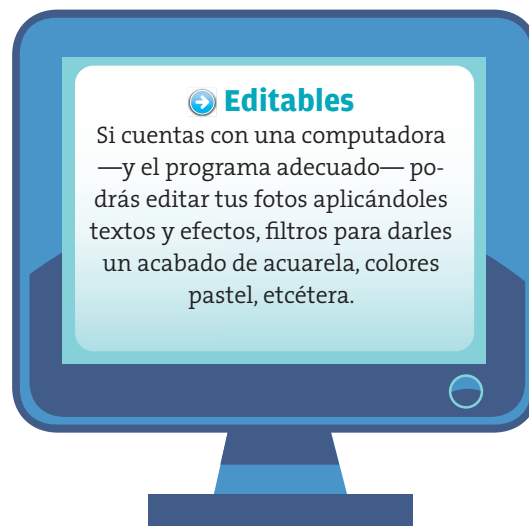 Editables
Si cuentas con una computadora
—y el programa adecuado— po-
drás editar tus fotos aplicándoles
textos y efectos, filtros para darles
un acabado de acuarela, colores
pastel, etcétera.